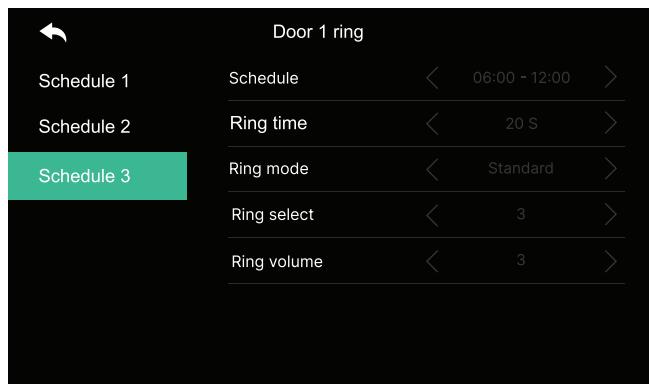 Door 1 ring
Schedule 1
Schedule 2
Schedule 3
Schedule 06:00 - 12:00
Ring time 20 S
Ring mode Standard
Ring select 3
Ring volume 3